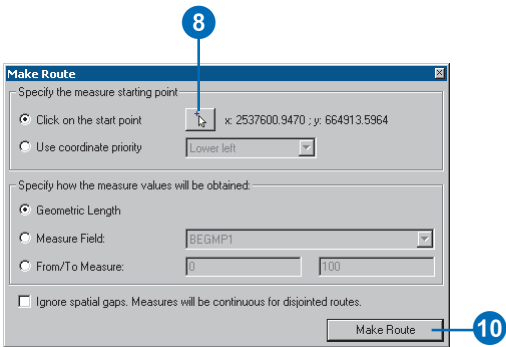 8
Make Route
Specify the measure starting point
Click on the start point x: 2537600.9470 ; y: 664913.5964
Use coordinate priority Lower left
Specify how the measure values will be obtained:
Geometric Length
Measure Field: BEGMP1
From/To Measure: 0 100
Ignore spatial gaps. Measures will be continuous for disjointed routes.
Make Route 10